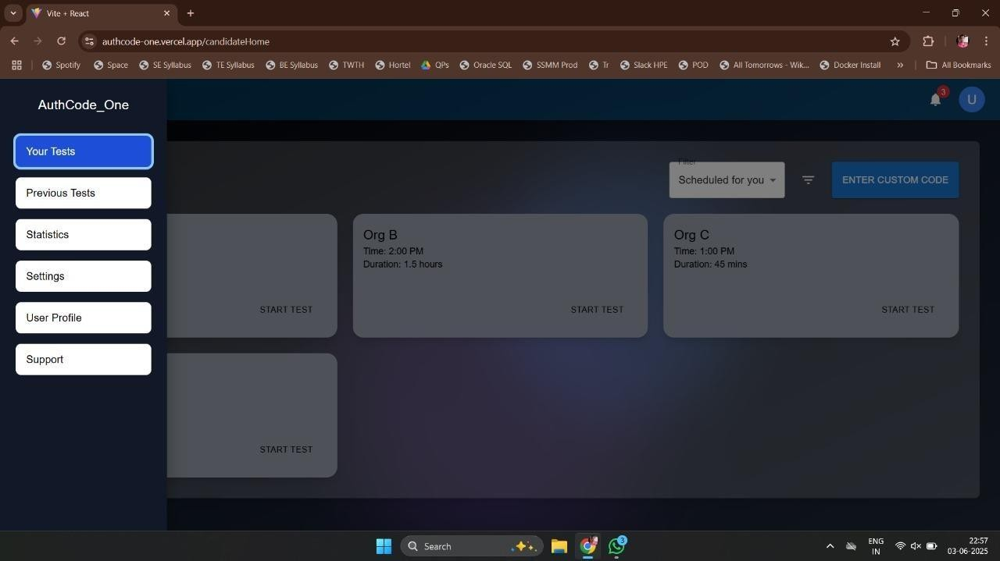 Vite + React
authcode-one.vercel.app/candidateHome
Spotify Space SE Syllabus TE Syllabus BE Syllabus TWTH Hortel QPs Oracle SQL SSMM Prod Tr Slack HPE POD All Tomorrows - Wik... Docker Install » All Bookmarks
AuthCode_One
3
U
Your Tests
Previous Tests
Statistics
Settings
User Profile
Support
Filter
Scheduled for you
ENTER CUSTOM CODE
START TEST
Org B
Time: 2:00 PM
Duration: 1.5 hours
START TEST
Org C
Time: 1:00 PM
Duration: 45 mins
START TEST
START TEST
Search
3
ENG
IN
22:57
03-06-2025